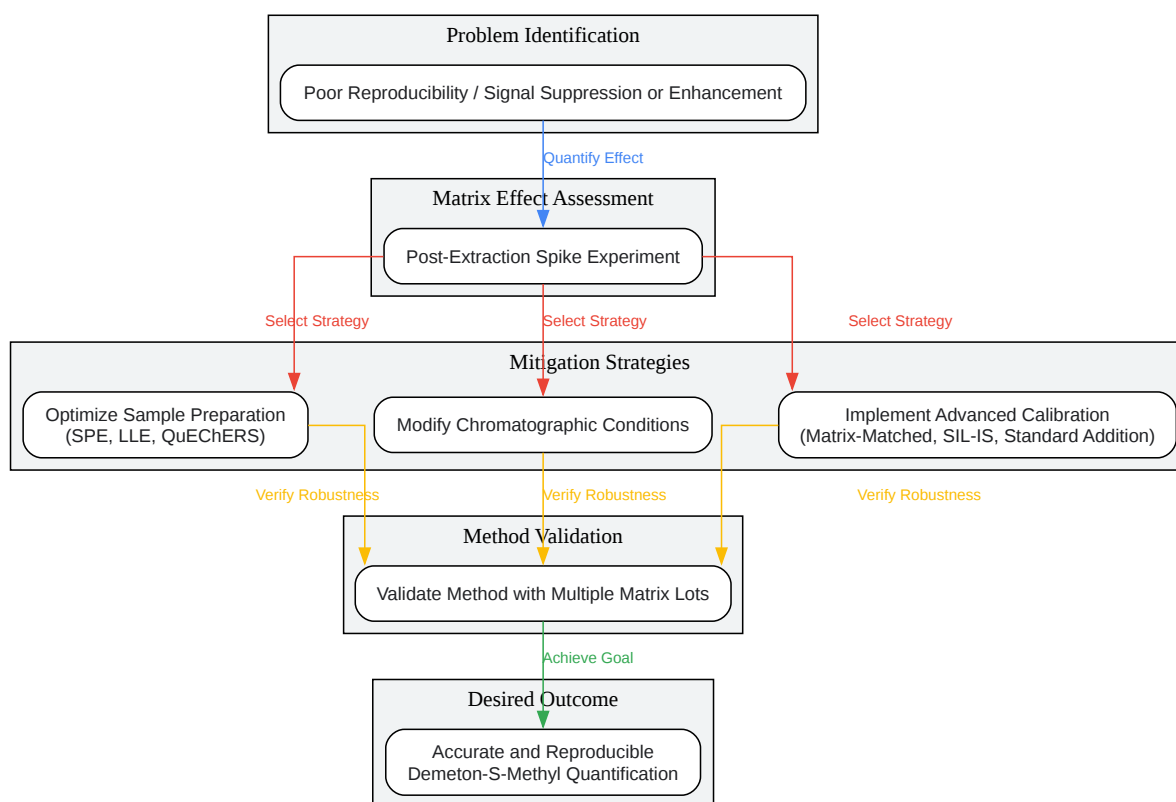 Problem Identification
Poor Reproducibility / Signal Suppression or Enhancement
Quantify Effect
Matrix Effect Assessment
Post-Extraction Spike Experiment
Select Strategy
Select Strategy
Select Strategy
Mitigation Strategies
Optimize Sample Preparation
(SPE, LLE, QuEChERS)
Modify Chromatographic Conditions
Implement Advanced Calibration
(Matrix-Matched, SIL-IS, Standard Addition)
Verify Robustness
Verify Robustness
Verify Robustness
Method Validation
Validate Method with Multiple Matrix Lots
Achieve Goal
Desired Outcome
Accurate and Reproducible
Demeton-S-Methyl Quantification